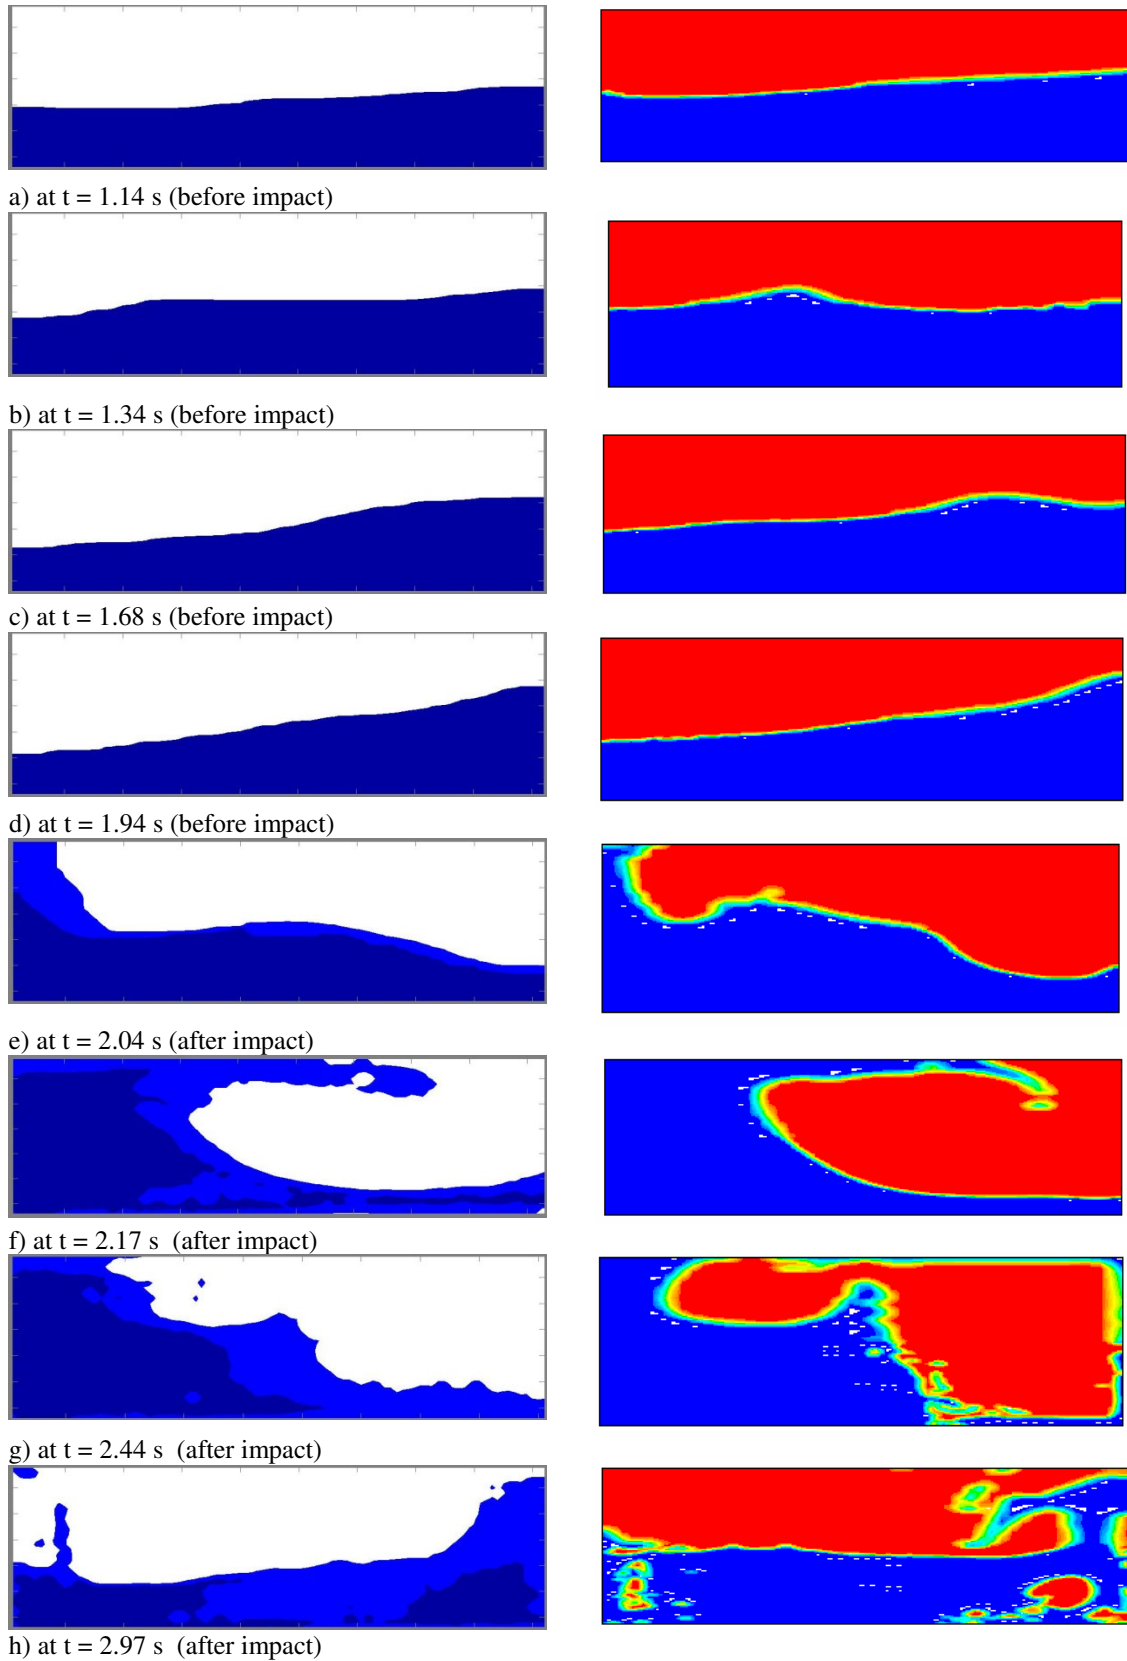 a) at t = 1.14 s (before impact)
b) at t = 1.34 s (before impact)
c) at t = 1.68 s (before impact)
d) at t = 1.94 s (before impact)
e) at t = 2.04 s (after impact)
f) at t = 2.17 s  (after impact)
g) at t = 2.44 s  (after impact)
h) at t = 2.97 s  (after impact)